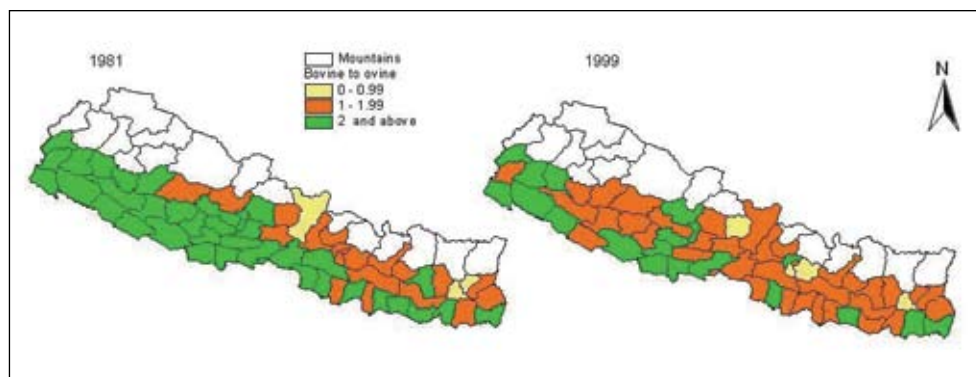 1981
Mountains
Bovine to ovine
0 - 0.99
1 - 1.99
2 and above
1999
N